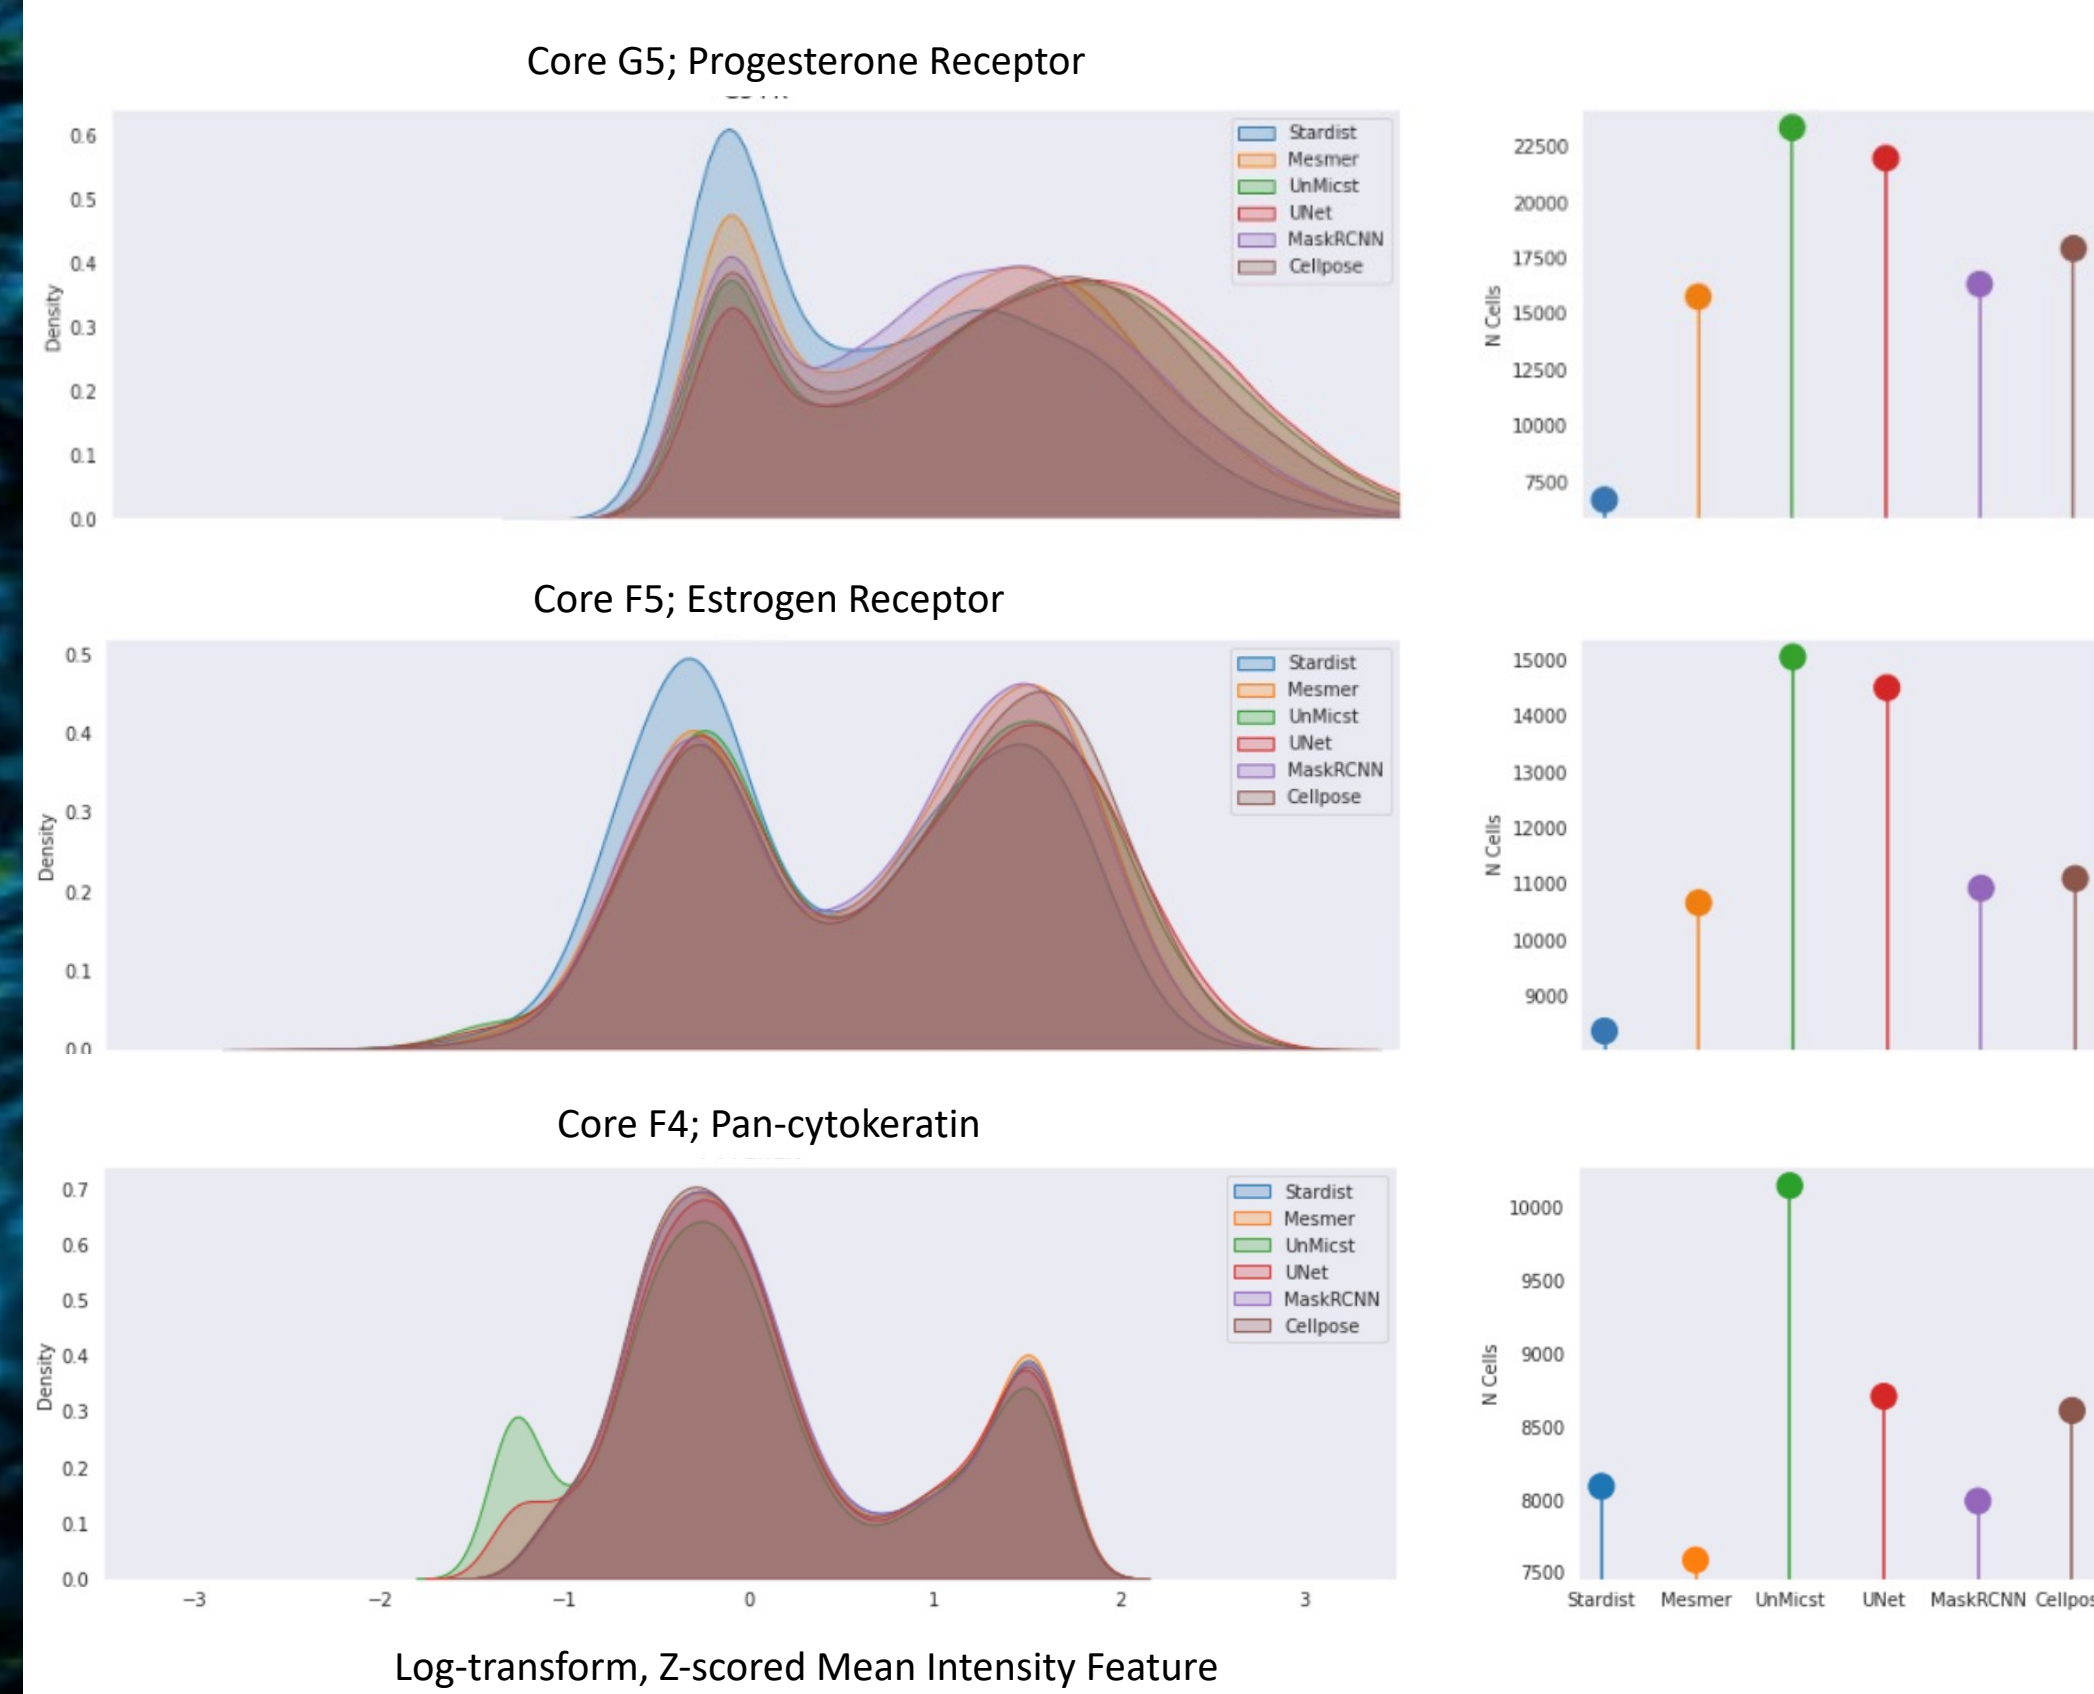 Core G5; Progesterone Receptor
0.6
0.5
0.4
0.3
0.2
0.1
0.0
Density
Stardist
Mesmer
UnMicst
UNet
MaskRCNN
Cellpose
22500
20000
17500
15000
12500
10000
7500
N Cells
Core F5; Estrogen Receptor
0.5
0.4
0.3
0.2
0.1
0.0
Density
Stardist
Mesmer
UnMicst
UNet
MaskRCNN
Cellpose
15000
14000
13000
12000
11000
10000
9000
N Cells
Core F4; Pan-cytokeratin
0.7
0.6
0.5
0.4
0.3
0.2
0.1
0.0
Density
Stardist
Mesmer
UnMicst
UNet
MaskRCNN
Cellpose
−3 −2 −1 0 1 2 3
10000
9500
9000
8500
8000
7500
N Cells
Stardist Mesmer UnMicst UNet MaskRCNN Cellpos
Log-transform, Z-scored Mean Intensity Feature